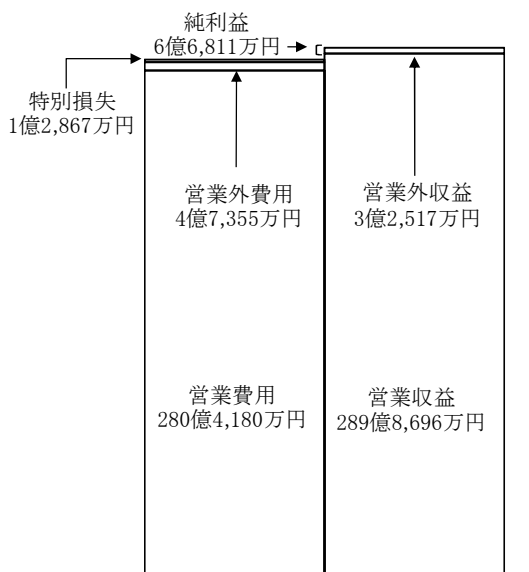 純利益
6億6,811万円
特別損失
1億2,867万円
営業外費用
4億7,355万円
営業外収益
3億2,517万円
営業費用
280億4,180万円
営業収益
289億8,696万円